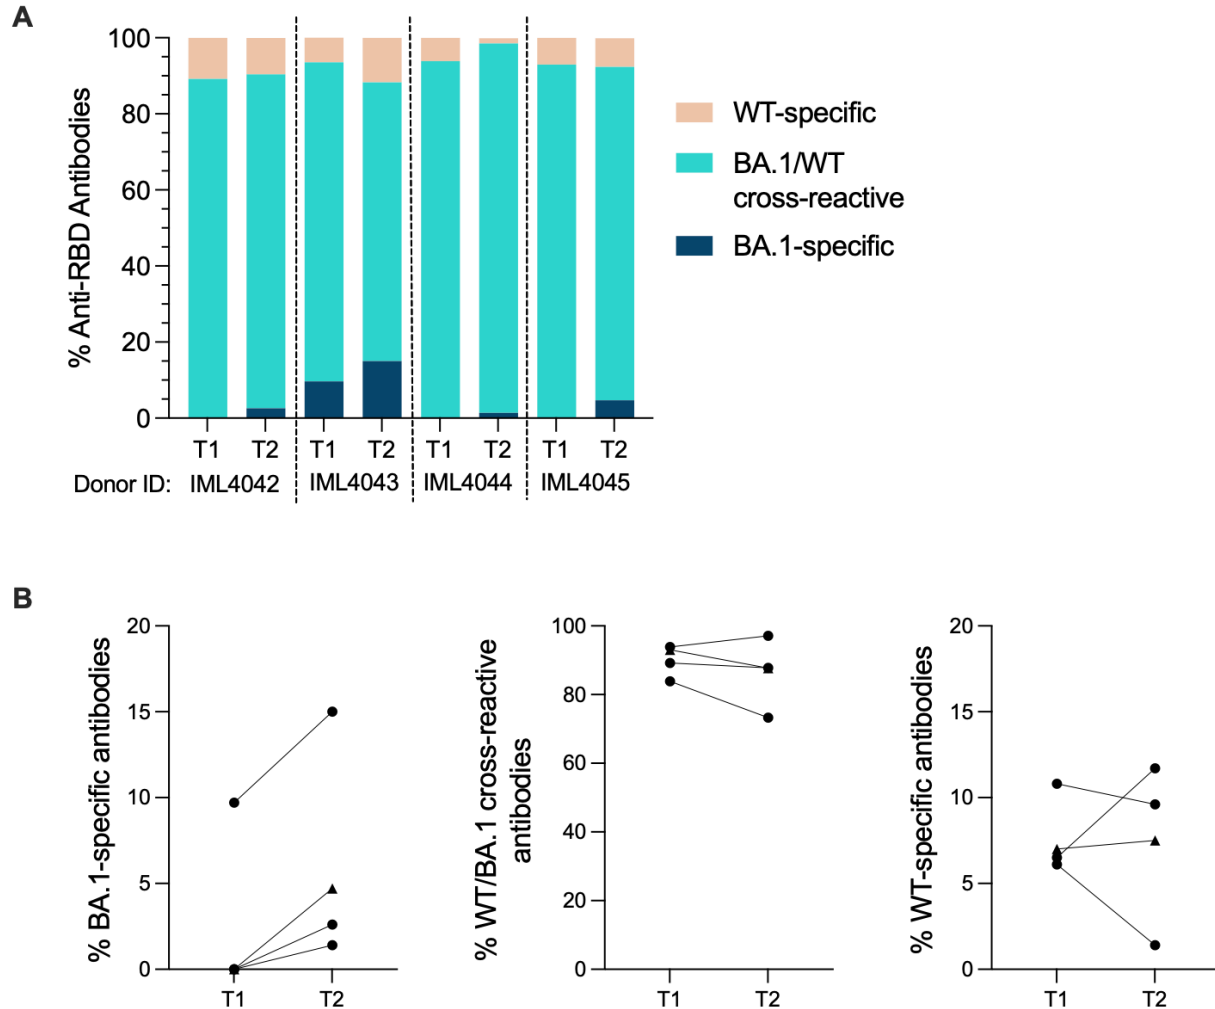 A
100
80
60
40
20
0
% Anti-RBD Antibodies
T1 T2 T1 T2 T1 T2 T1 T2
Donor ID: IML4042 IML4043 IML4044 IML4045
WT-specific
BA.1/WT
cross-reactive
BA.1-specific
B
% BA.1-specific antibodies
20
15
10
5
0
T1 T2
% WT/BA.1 cross-reactive
antibodies
100
80
60
40
20
0
T1 T2
% WT-specific antibodies
20
15
10
5
0
T1 T2